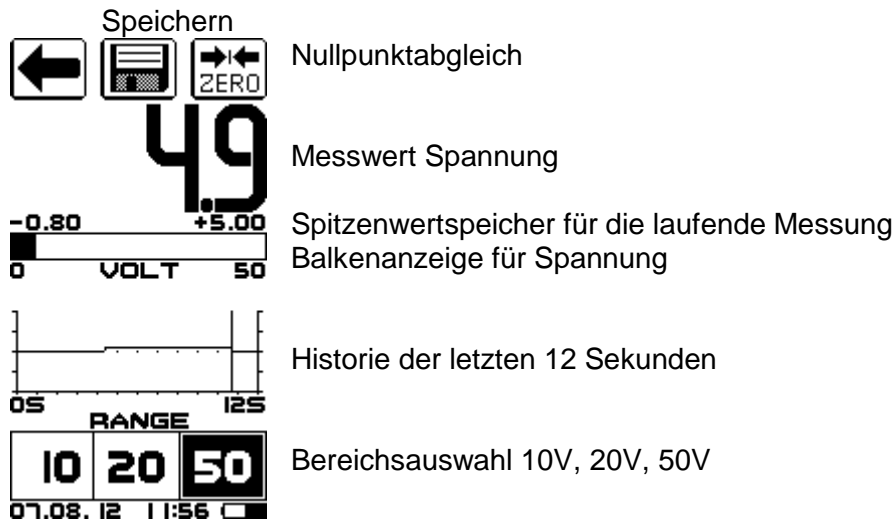 Speichern
ZERO
Nullpunktabgleich
4.9
Messwert Spannung
-0.80 +5.00
Spitzenwertspeicher für die laufende Messung
0 VOLT 50
Balkenanzeige für Spannung
Historie der letzten 12 Sekunden
0S 12S
RANGE
10 20 50
Bereichsauswahl 10V, 20V, 50V
07.08. 12 11:56